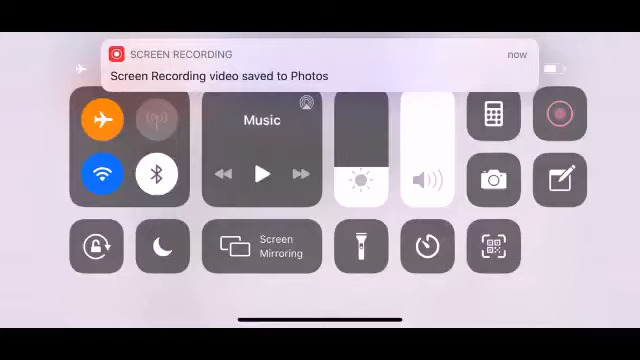 SCREEN RECORDING
now
Screen Recording video saved to Photos
Music
Screen
Mirroring